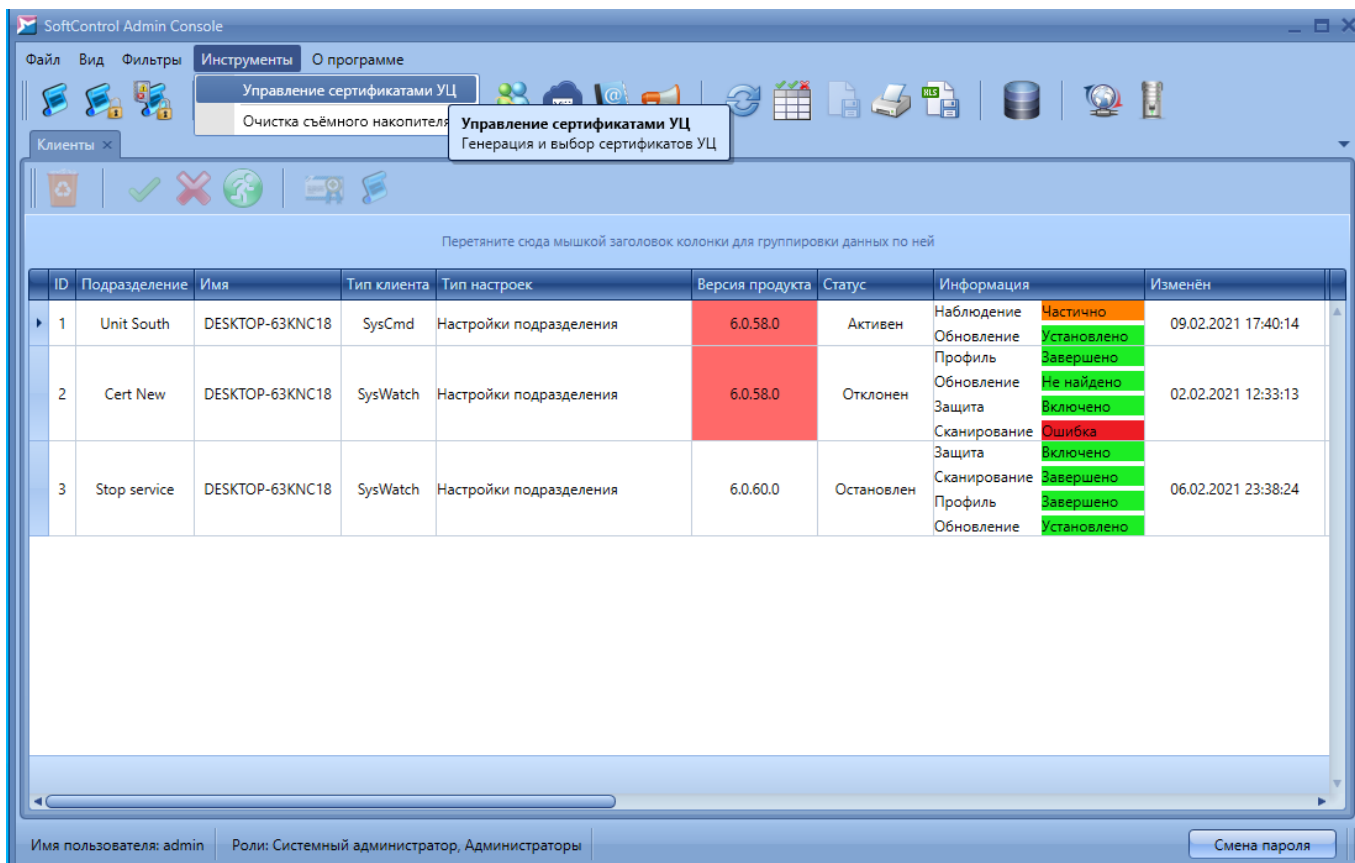 SoftControl Admin Console
Файл Вид Фильтры Инструменты О программе
Управление сертификатами УЦ
Очистка съёмного накопителя
Управление сертификатами УЦ
Генерация и выбор сертификатов УЦ
XLS
Клиенты
Перетяните сюда мышкой заголовок колонки для группировки данных по ней
ID Подразделение Имя Тип клиента Тип настроек Версия продукта Статус Информация Изменён
1 Unit South DESKTOP-63KNC18 SysCmd Настройки подразделения 6.0.58.0 Активен Наблюдение Частично 09.02.2021 17:40:14
Обновление Установлено
2 Cert New DESKTOP-63KNC18 SysWatch Настройки подразделения 6.0.58.0 Отклонен Профиль Завершено 02.02.2021 12:33:13
Обновление Не найдено
Защита Включено
Сканирование Ошибка
3 Stop service DESKTOP-63KNC18 SysWatch Настройки подразделения 6.0.60.0 Остановлен Защита Включено 06.02.2021 23:38:24
Сканирование Завершено
Профиль Завершено
Обновление Установлено
Имя пользователя: admin Роли: Системный администратор, Администраторы Смена пароля